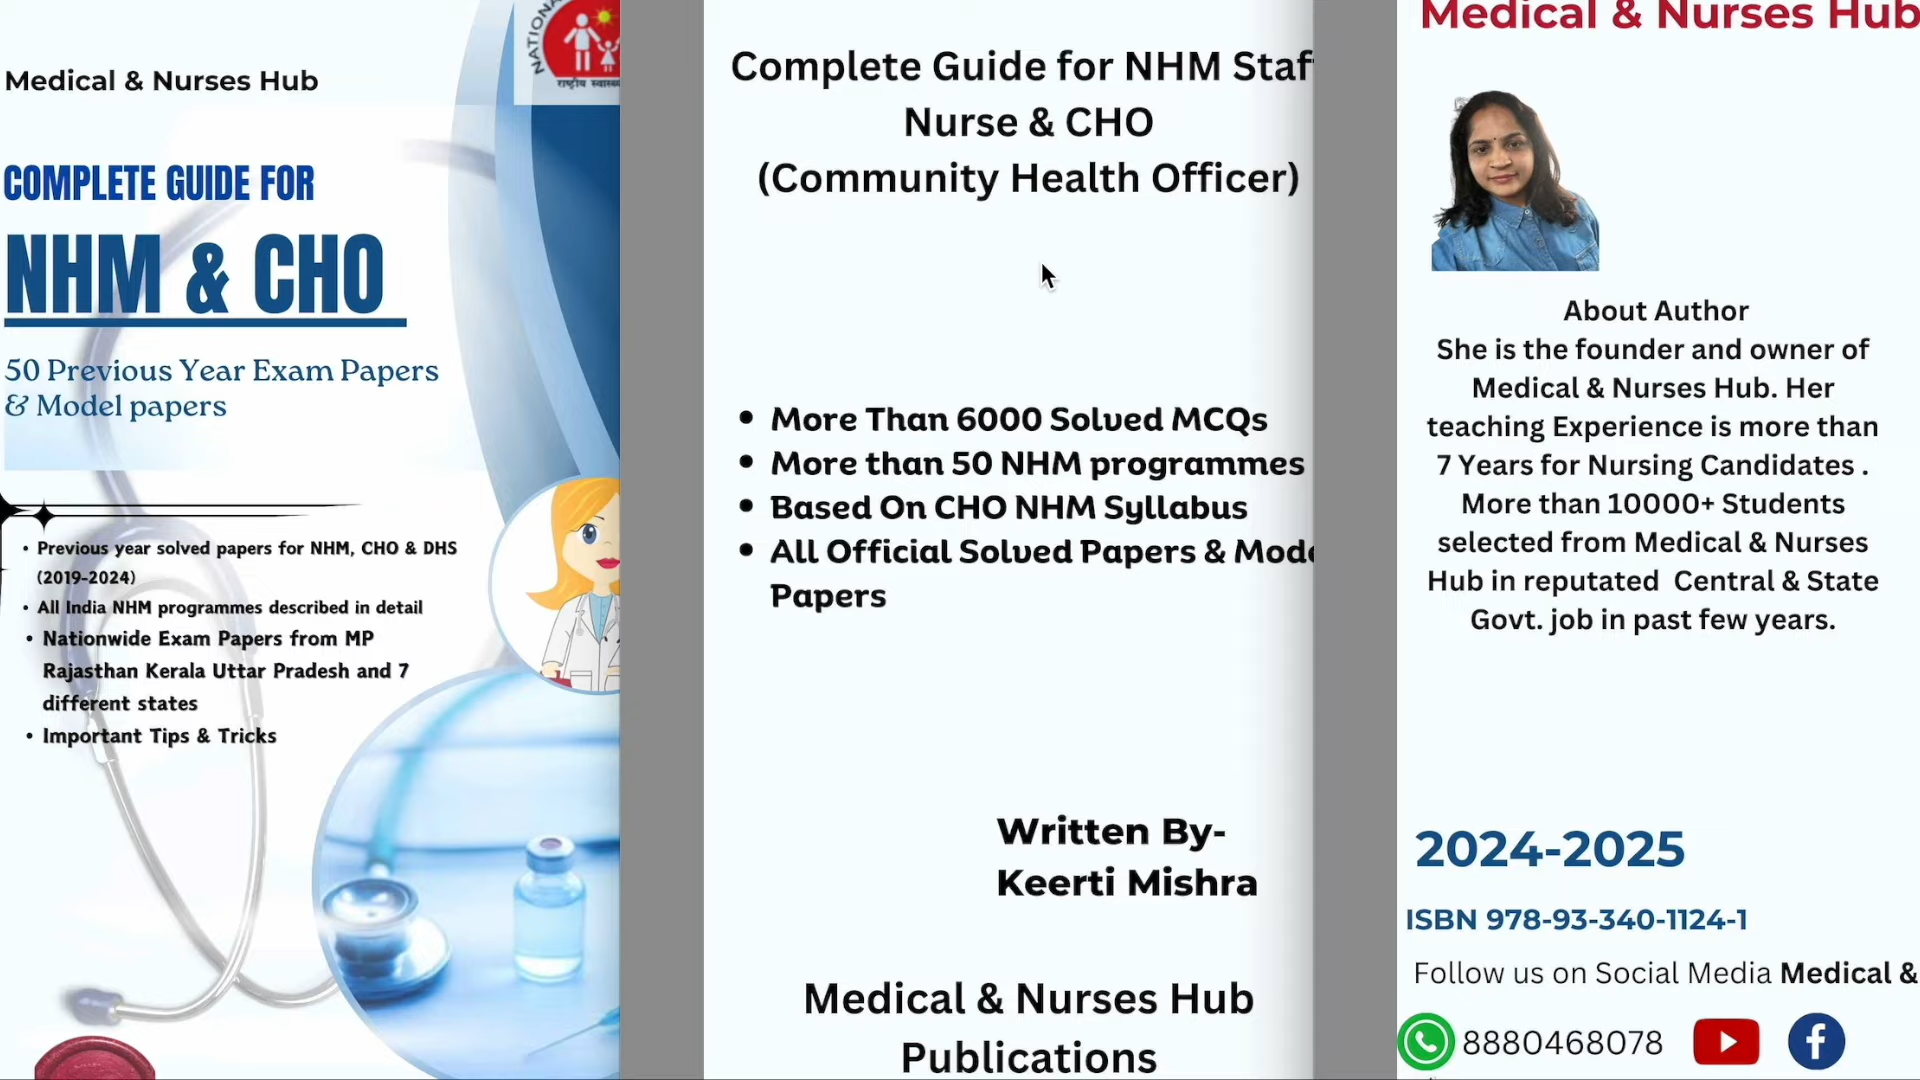 NATIONAL
राष्ट्रीय
Medical & Nurses Hub
COMPLETE GUIDE FOR
NHM & CHO
50 Previous Year Exam Papers
& Model papers
• Previous year solved papers for NHM, CHO & DHS
(2019-2024)
• All India NHM programmes described in detail
• Nationwide Exam Papers from MP
Rajasthan Kerala Uttar Pradesh and 7
different states
• Important Tips & Tricks
Complete Guide for NHM Staf
Nurse & CHO
(Community Health Officer)
• More Than 6000 Solved MCQs
• More than 50 NHM programmes
• Based On CHO NHM Syllabus
• All Official Solved Papers & Mode
Papers
Written By-
Keerti Mishra
Medical & Nurses Hub
Publications
Medical & Nurses Hub
About Author
She is the founder and owner of
Medical & Nurses Hub. Her
teaching Experience is more than
7 Years for Nursing Candidates .
More than 10000+ Students
selected from Medical & Nurses
Hub in reputated Central & State
Govt. job in past few years.
2024-2025
ISBN 978-93-340-1124-1
Follow us on Social Media Medical &
8880468078